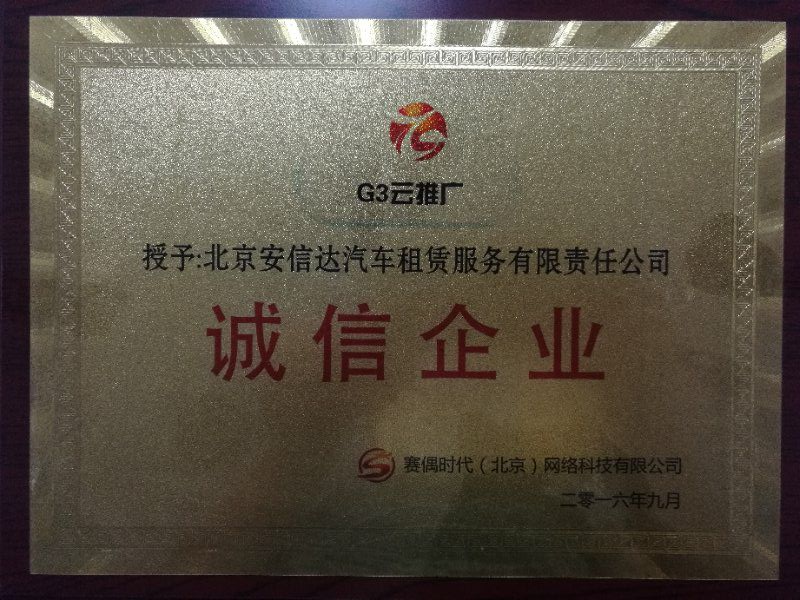 G3云推广
授予:北京安信达汽车租赁服务有限责任公司
诚信企业
赛偶时代（北京）网络科技有限公司
二零一六年九月